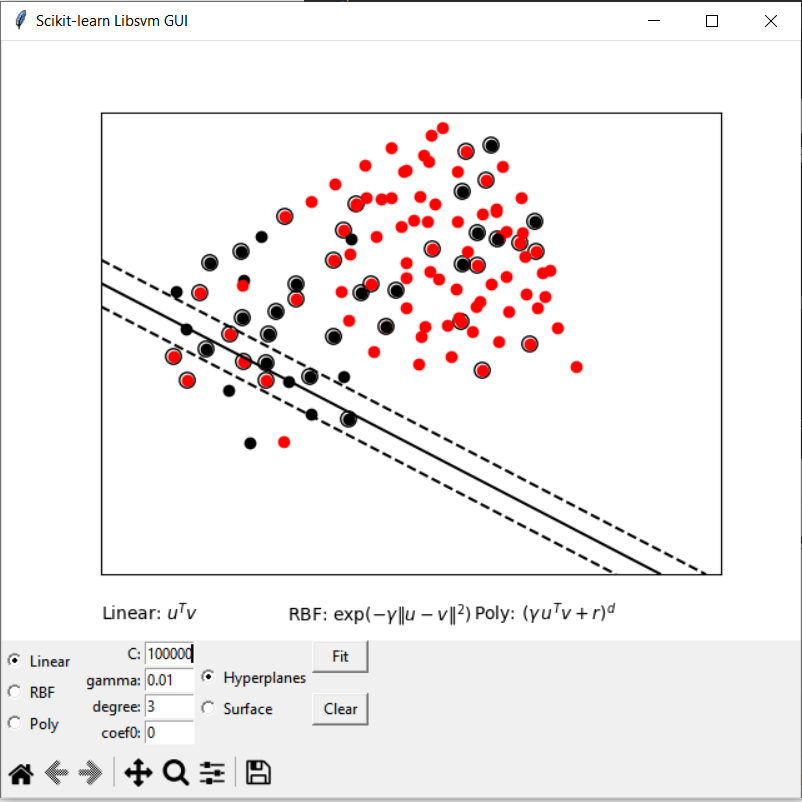 Scikit-learn Libsvm GUI
Linear: $u^T v$ RBF: $\exp(-\gamma \| u-v \|^2)$ Poly: $(\gamma u^T v + r)^d$
Linear
RBF
Poly
C: 100000
gamma: 0.01
degree: 3
coef0: 0
Hyperplanes
Surface
Fit
Clear